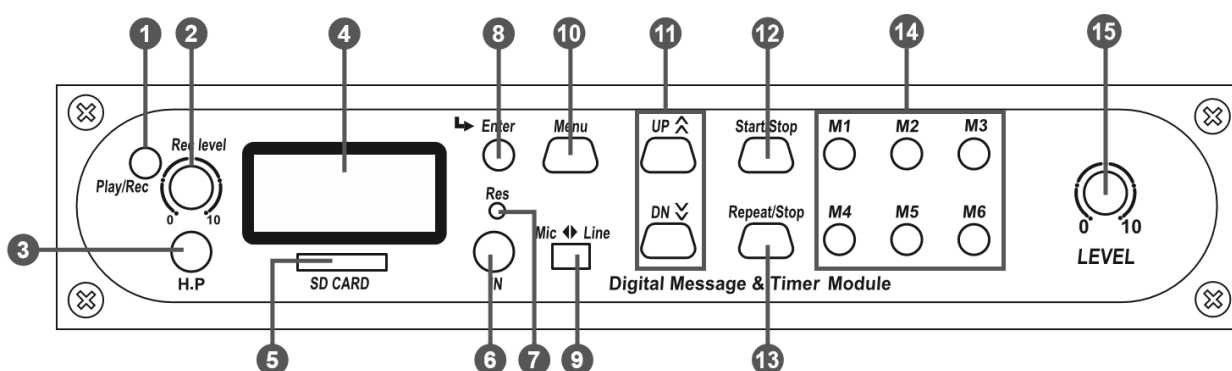 1 2 4 8 10 11 12 14 15
Enter Menu UP Start/Stop M1 M2 M3
Rec level
Play/Rec
Res
0 10
DN Repeat/Stop M4 M5 M6
0 10
Mic Line
LEVEL
3
H.P
SD CARD
Digital Message & Timer Module
5 6 7 9 13